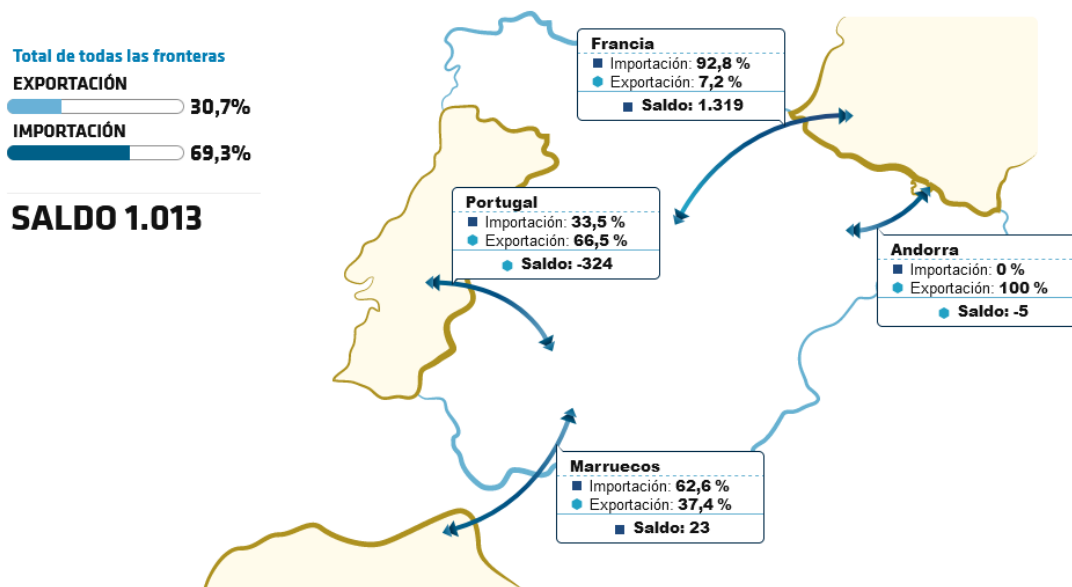 Total de todas las fronteras
EXPORTACIÓN
30,7%
IMPORTACIÓN
69,3%
SALDO 1.013
Francia
Importación: 92,8 %
Exportación: 7,2 %
Saldo: 1.319
Portugal
Importación: 33,5 %
Exportación: 66,5 %
Saldo: -324
Andorra
Importación: 0 %
Exportación: 100 %
Saldo: -5
Marruecos
Importación: 62,6 %
Exportación: 37,4 %
Saldo: 23